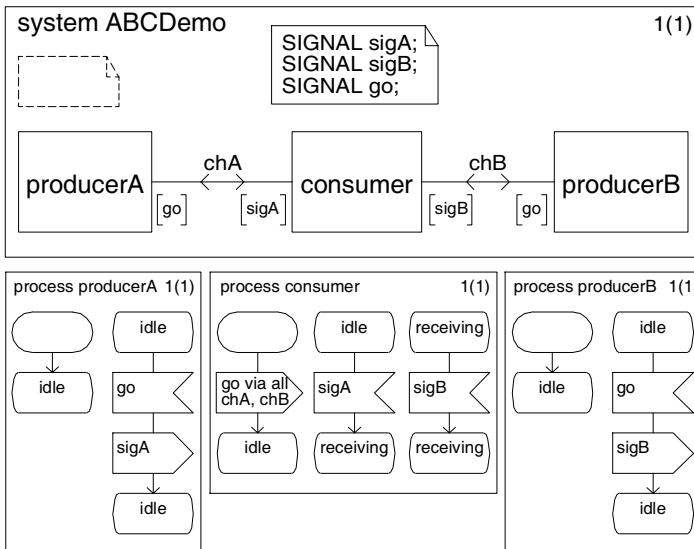 system ABCDemo
1(1)
SIGNAL sigA;
SIGNAL sigB;
SIGNAL go;
chA
chB
producerA
consumer
producerB
[go]
[sigA]
[sigB]
[go]
process producerA 1(1)
idle
idle
go
sigA
idle
process consumer 1(1)
idle
receiving
go via all
chA, chB
sigA
sigB
idle
receiving
receiving
process producerB 1(1)
idle
idle
go
sigB
idle